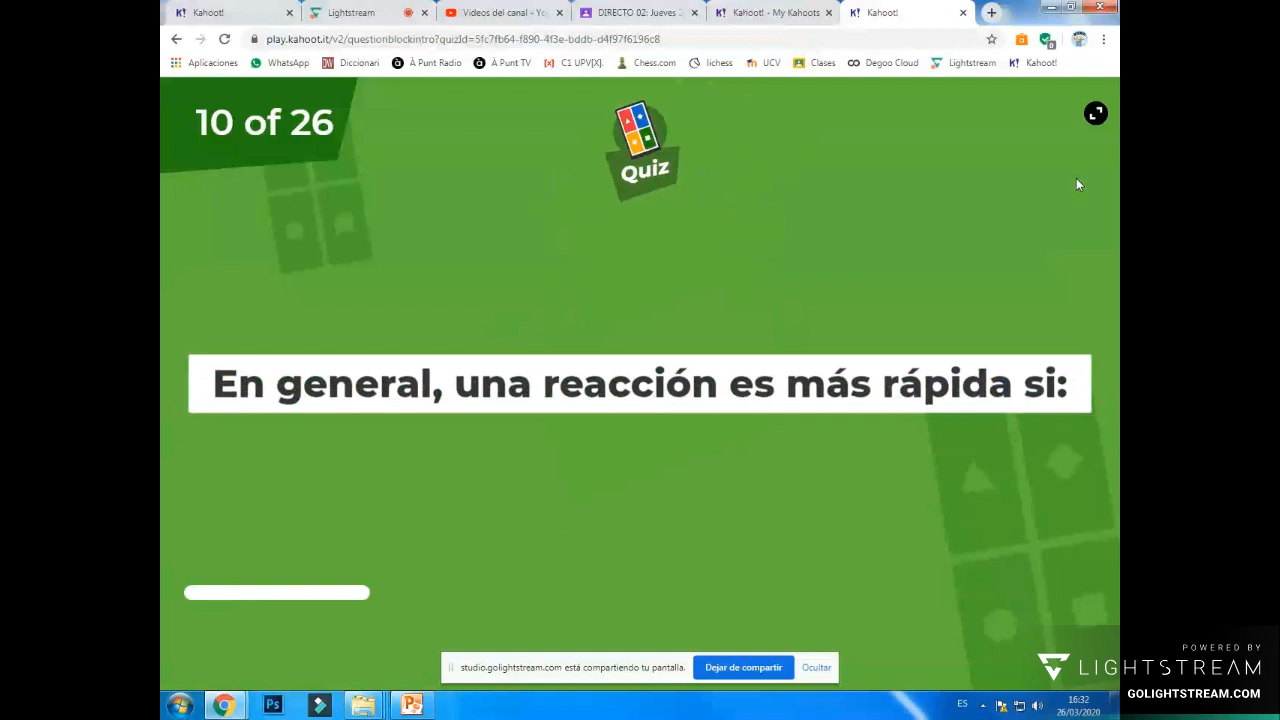 Kahoot!
Lightstream
Videos del canal - Yo
DIRECTO 02: Jueves 2
Kahoot! - My Kahoots
Kahoot!
play.kahoot.it/v2/questionblockintro?quizId=5fc7fb64-f890-4f3e-bddb-d4f97f6196c8
Aplicaciones
WhatsApp
Diccionari
À Punt Radio
À Punt TV
C1 UPV[X].
Chess.com
lichess
UCV
Clases
Degoo Cloud
Lightstream
Kahoot!
10 of 26
Quiz
En general, una reacción es más rápida si:
studio.golightstream.com está compartiendo tu pantalla.
Dejar de compartir
Ocultar
POWERED BY
LIGHTSTREAM
GOLIGHTSTREAM.COM
Ps
ES
16:32
26/03/2020